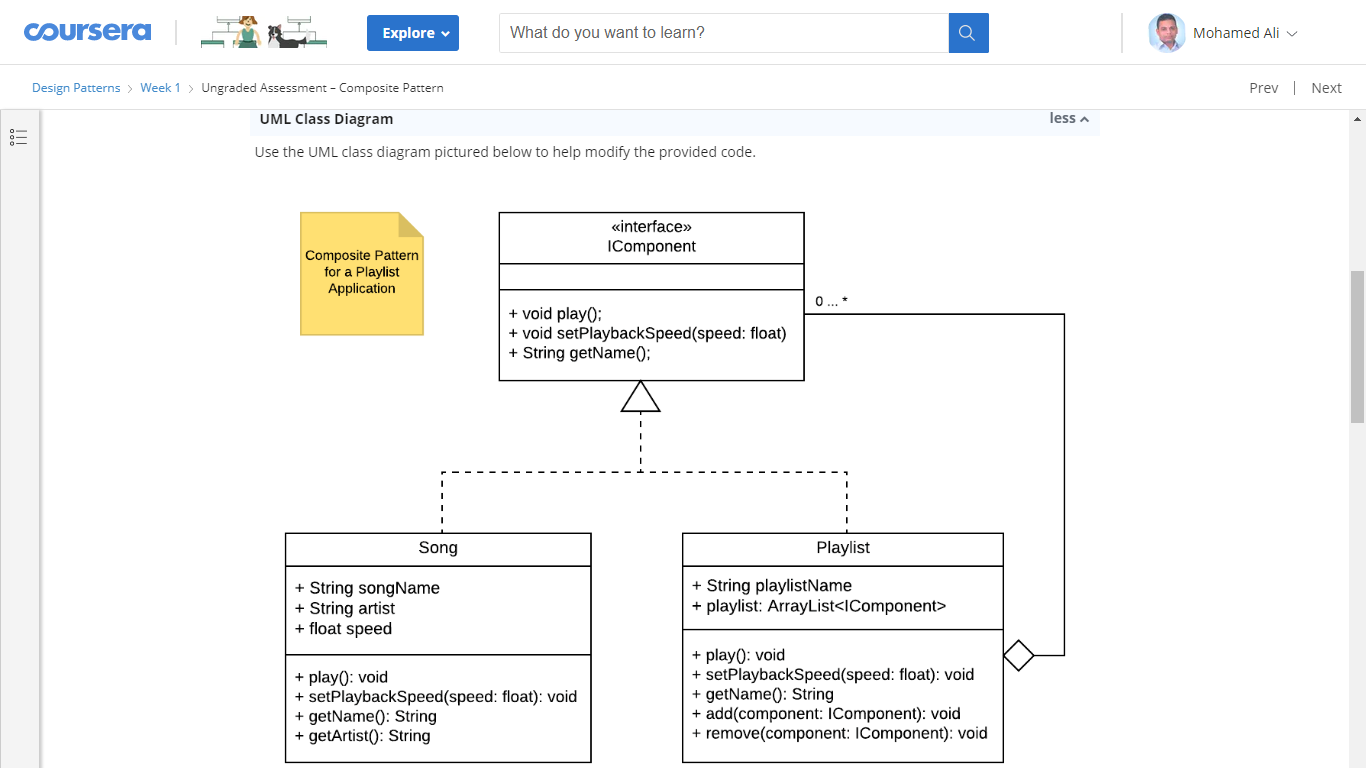 coursera
Explore
What do you want to learn?
Mohamed Ali
Design Patterns > Week 1 > Ungraded Assessment – Composite Pattern
Prev | Next
UML Class Diagram
less
Use the UML class diagram pictured below to help modify the provided code.
Composite Pattern
for a Playlist
Application
«interface»
IComponent
+ void play();
+ void setPlaybackSpeed(speed: float)
+ String getName();
0 ... *
Song
+ String songName
+ String artist
+ float speed
+ play(): void
+ setPlaybackSpeed(speed: float): void
+ getName(): String
+ getArtist(): String
Playlist
+ String playlistName
+ playlist: ArrayList<IComponent>
+ play(): void
+ setPlaybackSpeed(speed: float): void
+ getName(): String
+ add(component: IComponent): void
+ remove(component: IComponent): void